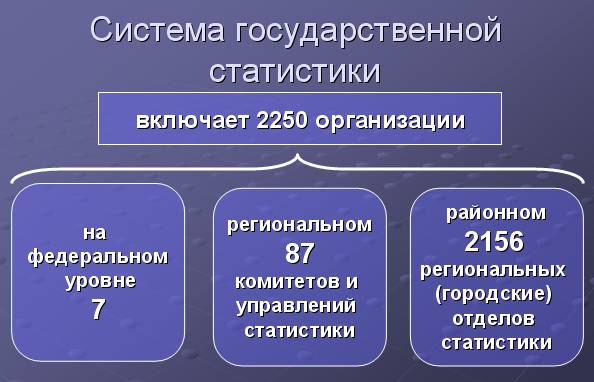 Система государственной
статистики
включает 2250 организации
на
федеральном
уровне
7
региональном
87
комитетов и
управлений
статистики
районном
2156
региональных
(городские)
отделов
статистики